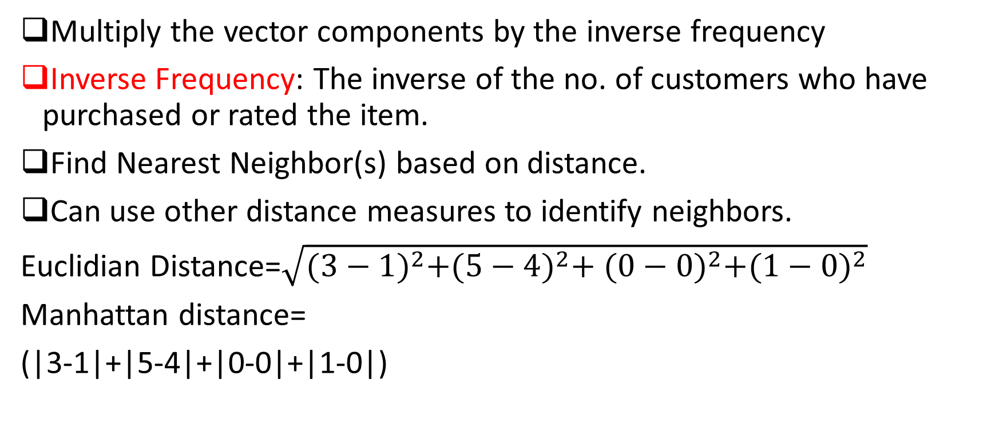 ❑Multiply the vector components by the inverse frequency
❑Inverse Frequency: The inverse of the no. of customers who have
purchased or rated the item.
❑Find Nearest Neighbor(s) based on distance.
❑Can use other distance measures to identify neighbors.
Euclidian Distance=√(3 − 1)²+(5 − 4)²+ (0 − 0)²+(1 − 0)²
Manhattan distance=
(|3-1|+|5-4|+|0-0|+|1-0|)